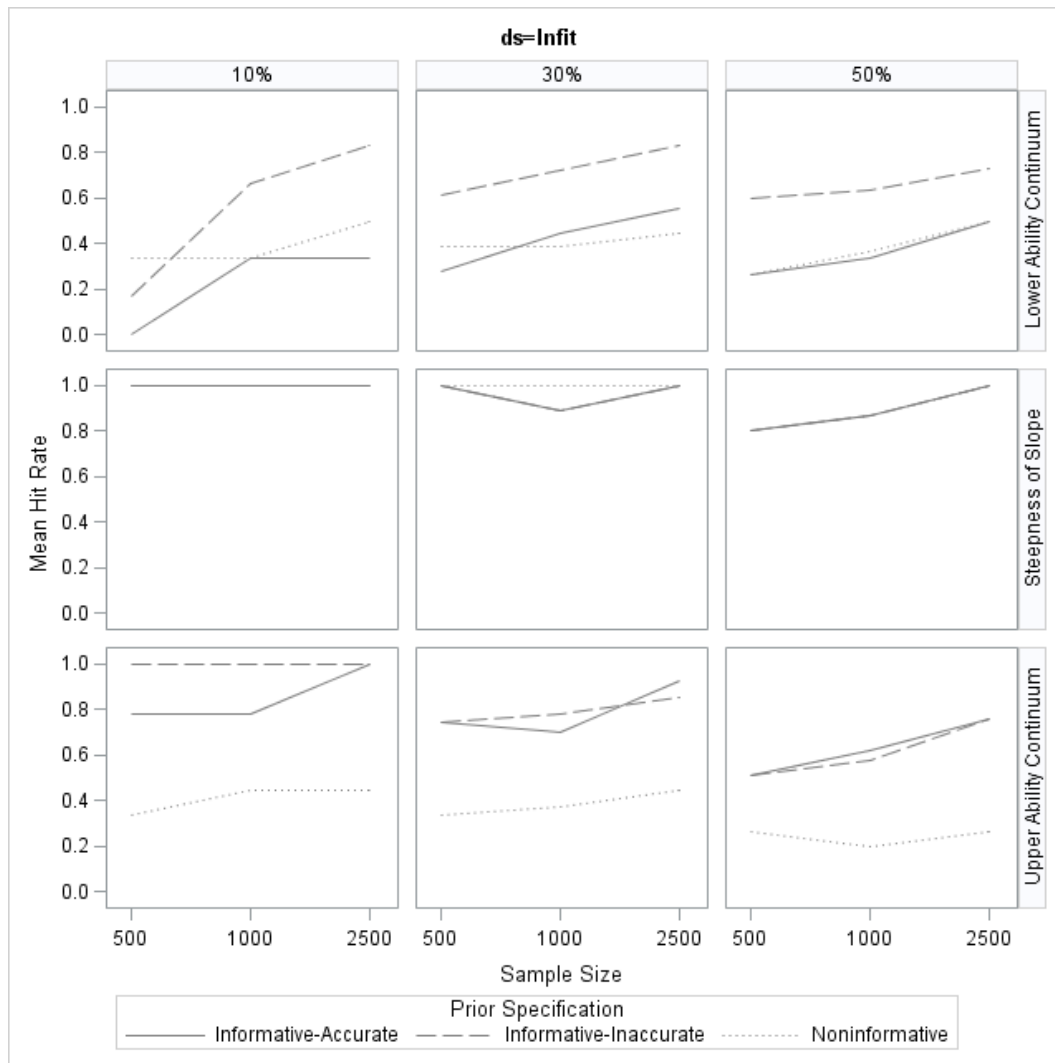 ds=Infit
10% 30% 50%
1.0
0.8
0.6
0.4
0.2
0.0
Lower Ability Continuum
1.0
0.8
0.6
0.4
0.2
0.0
Steepness of Slope
1.0
0.8
0.6
0.4
0.2
0.0
Upper Ability Continuum
Mean Hit Rate
500 1000 2500 500 1000 2500 500 1000 2500
Sample Size
Prior Specification
Informative-Accurate Informative-Inaccurate Noninformative